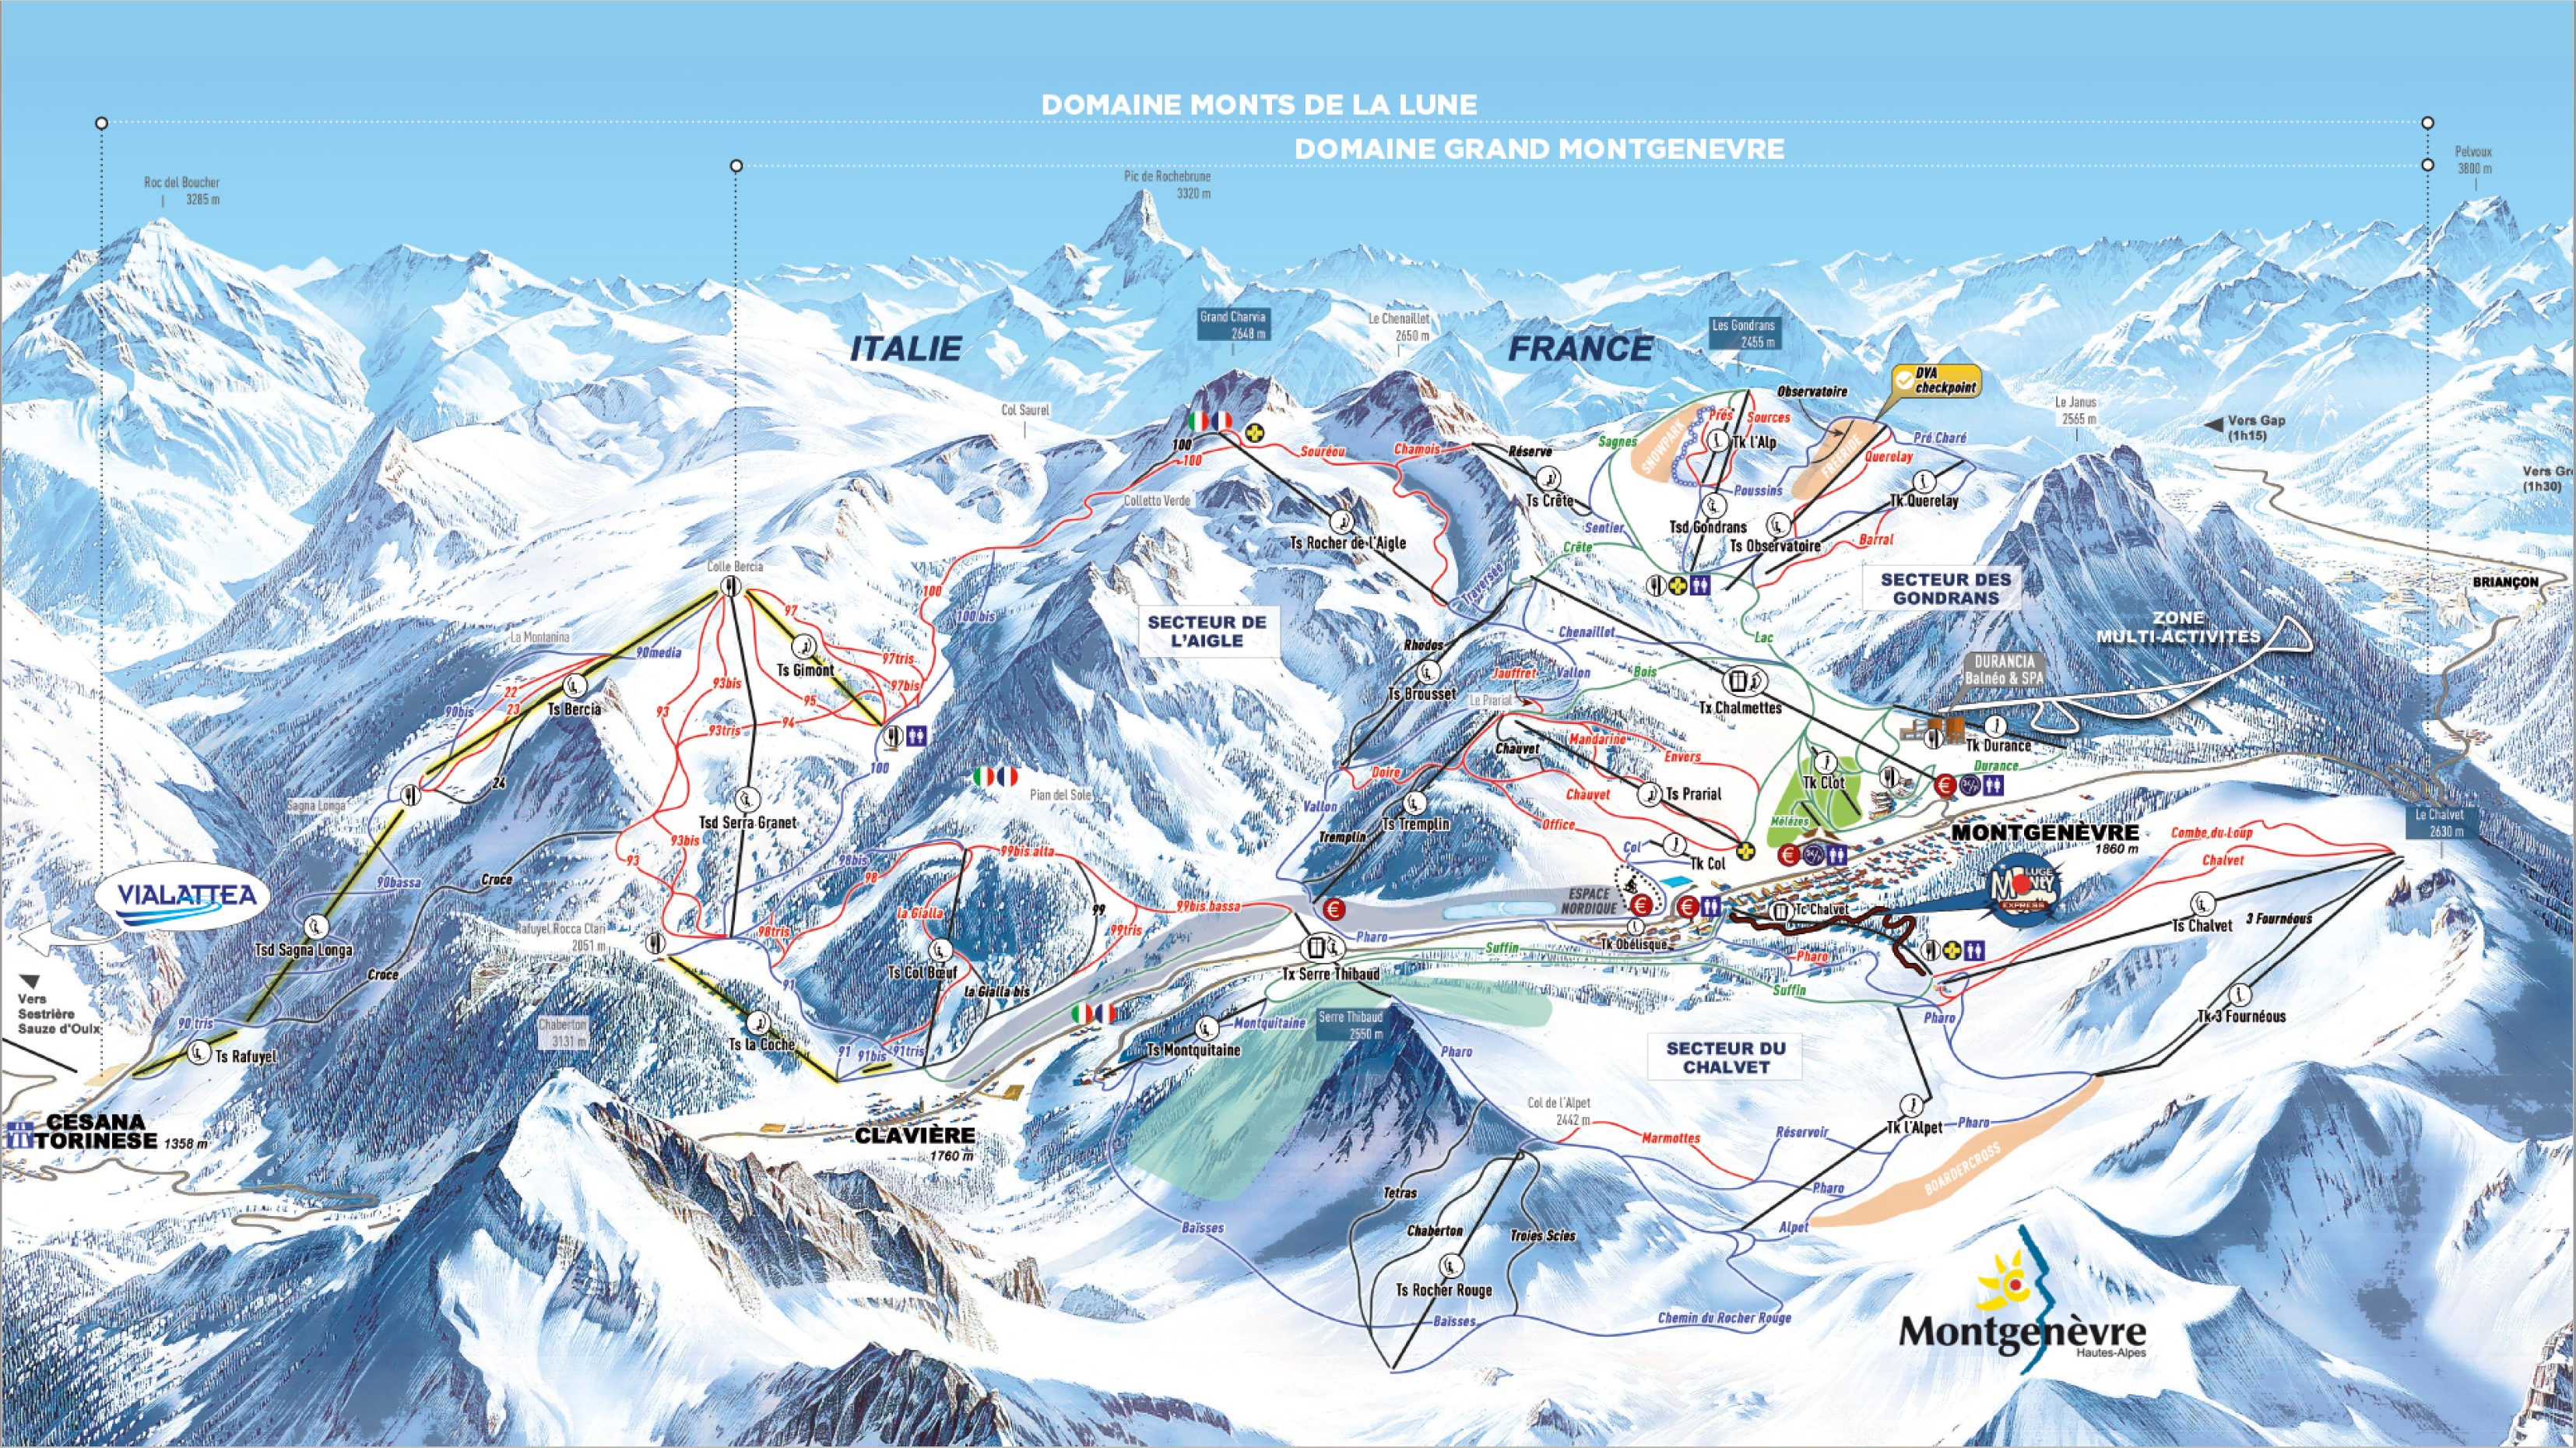 DOMAINE MONTS DE LA LUNE
DOMAINE GRAND MONTGENEVRE
Roc del Boucher
3285 m
Pic de Rochebrune
3320 m
Pelvoux
3800 m
Grand Charvia
2648 m
Le Chenaillet
2650 m
Les Gondrans
2455 m
ITALIE
FRANCE
DVA
checkpoint
Observatoire
Le Janus
2565 m
Col Saurel
Vers Gap
(1h15)
Vers Gr
(1h30)
100
100
Souréou
Chamois
Réserve
Sagnes
SNOWPARK
Prés
Sources
Tk l'Alp
FREERIDE
Querelay
Pré Charé
Colletto Verde
Ts Crête
Poussins
Tk Querelay
Sentier
Tsd Gondrans
Ts Rocher de l'Aigle
Crête
Ts Observatoire
Barral
Colle Bercia
Traversée
SECTEUR DES
GONDRANS
BRIANÇON
100
100 bis
97
SECTEUR DE
L'AIGLE
ZONE
MULTI-ACTIVITÉS
La Montanina
90media
Chenaillet
Lac
Rhodos
97tris
Ts Gimont
Jauffret
Vallon
Bois
DURANCIA
Balnéo & SPA
22
23
Ts Bercia
90bis
93bis
97bis
95
Ts Brousset
Le Prarial
Tx Chalmettes
93
93tris
94
Chauvet
Mandarine
Envers
Tk Durance
Durance
100
Doire
Tk Clot
24
Pian del Sole
Chauvet
Ts Prarial
Sagna Longa
Vallon
Tsd Serra Granet
Tremplin
Ts Tremplin
Office
Mélèzes
MONTGENÈVRE
1860 m
Combe du Loup
Le Chalvet
2630 m
93bis
93
98bis
99bis alta
Col
Tk Col
Chalvet
VIALATTEA
90bassa
Croce
98
ESPACE
NORDIQUE
LUGE
MONTY
EXPRESS
la Gialla
99
99bis bassa
Tc Chalvet
Ts Chalvet
3 Fournéous
Rafuyel Rocca Clari
2051 m
98tris
99tris
Pharo
Tk Obélisque
Tsd Sagna Longa
Suffin
Pharo
Croce
Ts Col Bœuf
Tx Serre Thibaud
91
la Gialla bis
Suffin
Vers
Sestrière
Sauze d'Oulx
90 tris
Chaberton
3131 m
Montquitaine
Serre Thibaud
2550 m
Pharo
Tk 3 Fournéous
Ts Rafuyel
Ts la Coche
91
91bis
91tris
Ts Montquitaine
Pharo
SECTEUR DU
CHALVET
Col de l'Alpet
2442 m
CESANA
TORINESE 1358 m
CLAVIÈRE
1760 m
Marmottes
Réservoir
Tk l'Alpet
Pharo
BOARDERCROSS
Tetras
Pharo
Baïsses
Chaberton
Troies Scies
Alpet
Ts Rocher Rouge
Baïsses
Chemin du Rocher Rouge
Montgenèvre
Hautes-Alpes